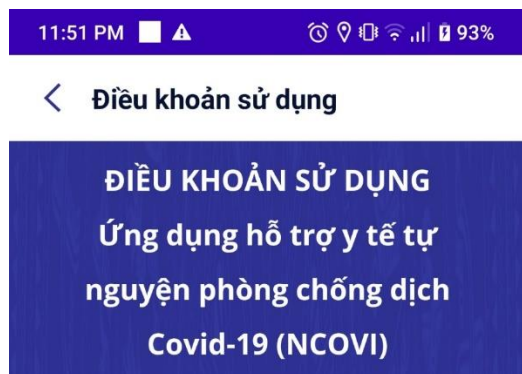 11:51 PM 93%
Điều khoản sử dụng
ĐIỀU KHOẢN SỬ DỤNG
Ứng dụng hỗ trợ y tế tự
nguyện phòng chống dịch
Covid-19 (NCOVI)